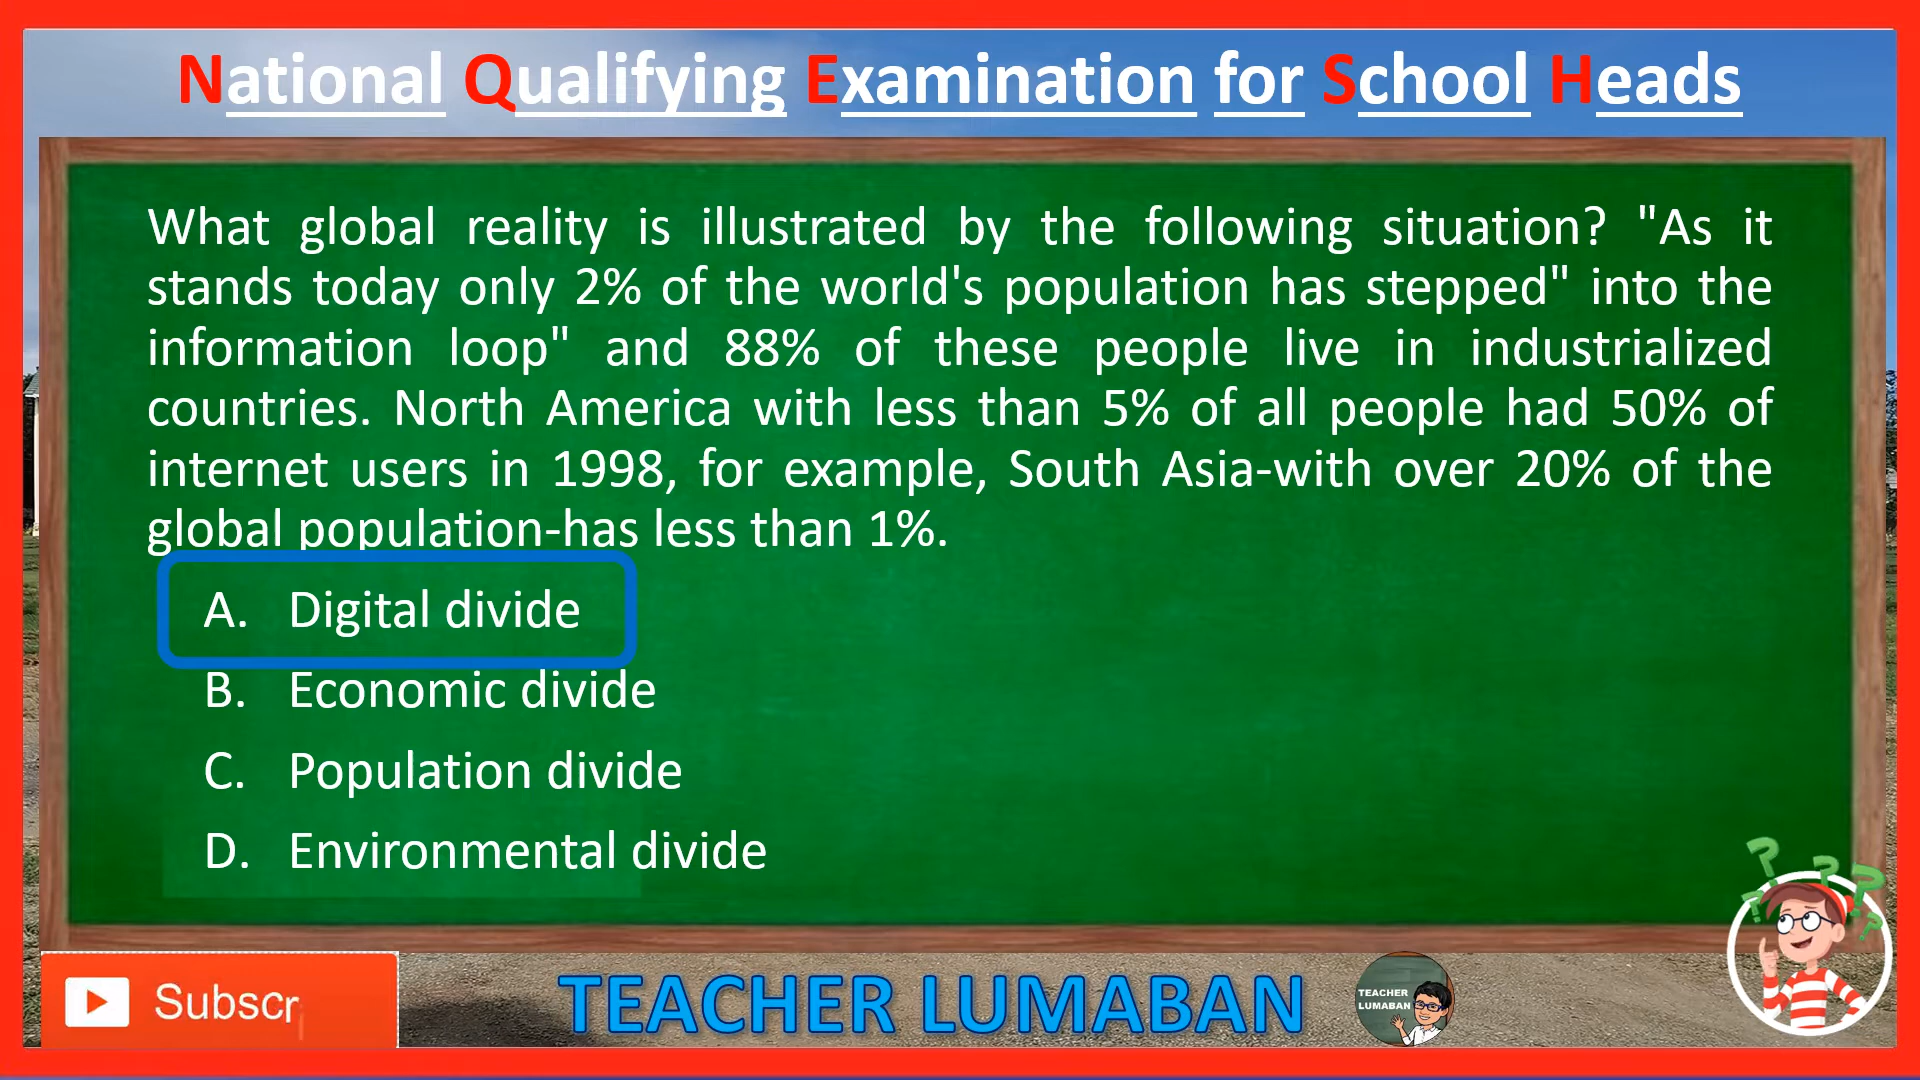 National Qualifying Examination for School Heads
What global reality is illustrated by the following situation? "As it
stands today only 2% of the world's population has stepped" into the
information loop" and 88% of these people live in industrialized
countries. North America with less than 5% of all people had 50% of
internet users in 1998, for example, South Asia-with over 20% of the
global population-has less than 1%.
A. Digital divide
B. Economic divide
C. Population divide
D. Environmental divide
Subscr
TEACHER LUMABAN
TEACHER
LUMABAN